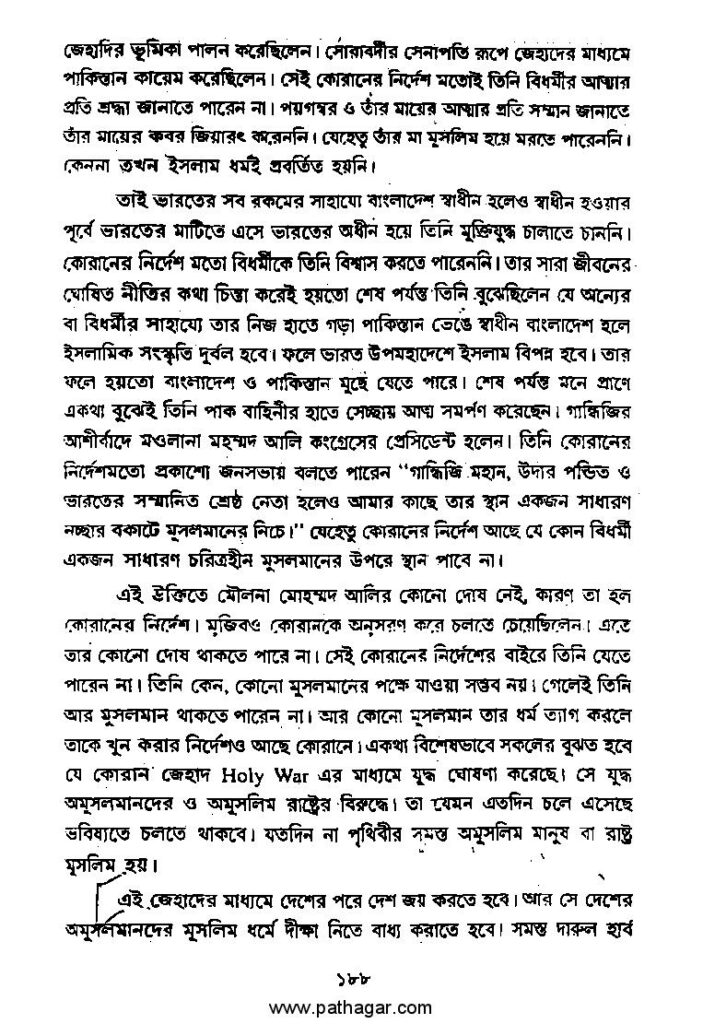 জেহাদির ভূমিকা পালন করেছিলেন। সোরাবর্দীর সেনাপতি রূপে জেহাদের মাধ্যমে
পাকিস্তান কায়েম করেছিলেন। সেই কোরানের নির্দেশ মতোই তিনি বিধর্মীর আত্মার
প্রতি শ্রদ্ধা জানাতে পারেন না। পয়গম্বর ও তাঁর মায়ের আত্মার প্রতি সম্মান জানাতে
তাঁর মায়ের কবর জিয়ারৎ করেননি। যেহেতু তাঁর মা মুসলিম হয়ে মরতে পারেননি।
কেননা তখন ইসলাম ধর্মই প্রবর্তিত হয়নি।
তাই ভারতের সব রকমের সাহায্যে বাংলাদেশ স্বাধীন হলেও স্বাধীন হওয়ার
পূর্বে ভারতের মাটিতে এসে ভারতের অধীন হয়ে তিনি মুক্তিযুদ্ধ চালাতে চাননি।
কোরানের নির্দেশ মতো বিধর্মীকে তিনি বিশ্বাস করতে পারেননি। তার সারা জীবনের
ঘোষিত নীতির কথা চিন্তা করেই হয়তো শেষ পর্যন্ত তিনি বুঝেছিলেন যে অন্যের
বা বিধর্মীর সাহায্যে তার নিজ হাতে গড়া পাকিস্তান ভেঙে স্বাধীন বাংলাদেশ হলে
ইসলামিক সংস্কৃতি দুর্বল হবে। ফলে ভারত উপমহাদেশে ইসলাম বিপন্ন হবে। তার
ফলে হয়তো বাংলাদেশ ও পাকিস্তান মুছে যেতে পারে। শেষ পর্যন্ত মনে প্রাণে
একথা বুঝেই তিনি পাক বাহিনীর হাতে সেচ্ছায় আত্ম সমর্পণ করেছেন। গান্ধিজির
আশীর্বাদে মওলানা মহম্মদ আলি কংগ্রেসের প্রেসিডেন্ট হলেন। তিনি কোরানের
নির্দেশমতো প্রকাশ্যে জনসভায় বলতে পারেন "গান্ধিজি মহান, উদার পন্ডিত ও
ভারতের সম্মানিত শ্রেষ্ঠ নেতা হলেও আমার কাছে তার স্থান একজন সাধারণ
নচ্ছার বকাটে মুসলমানের নিচে।" যেহেতু কোরানের নির্দেশ আছে যে কোন বিধর্মী
একজন সাধারণ চরিত্রহীন মুসলমানের উপরে স্থান পাবে না।
এই উক্তিতে মৌলনা মোহম্মদ আলির কোনো দোষ নেই, কারণ তা হল
কোরানের নির্দেশ। মুজিবও কোরানকে অনুসরণ করে চলতে চেয়েছিলেন। এতে
তার কোনো দোষ থাকতে পারে না। সেই কোরানের নির্দেশের বাইরে তিনি যেতে
পারেন না। তিনি কেন, কোনো মুসলমানের পক্ষে যাওয়া সম্ভব নয়। গেলেই তিনি
আর মুসলমান থাকতে পারেন না। আর কোনো মুসলমান তার ধর্ম ত্যাগ করলে
তাকে খুন করার নির্দেশও আছে কোরানে। একথা বিশেষভাবে সকলের বুঝত হবে
যে কোরান জেহাদ Holy War এর মাধ্যমে যুদ্ধ ঘোষণা করেছে। সে যুদ্ধ
অমুসলমানদের ও অমুসলিম রাষ্ট্রের বিরুদ্ধে। তা যেমন এতদিন চলে এসেছে
ভবিষ্যতে চলতে থাকবে। যতদিন না পৃথিবীর সমস্ত অমুসলিম মানুষ বা রাষ্ট্র
মুসলিম হয়।
এই জেহাদের মাধ্যমে দেশের পরে দেশ জয় করতে হবে। আর সে দেশের
অমুসলমানদের মুসলিম ধর্মে দীক্ষা নিতে বাধ্য করাতে হবে। সমস্ত দারুল হার্ব
১৮৮
www.pathagar.com